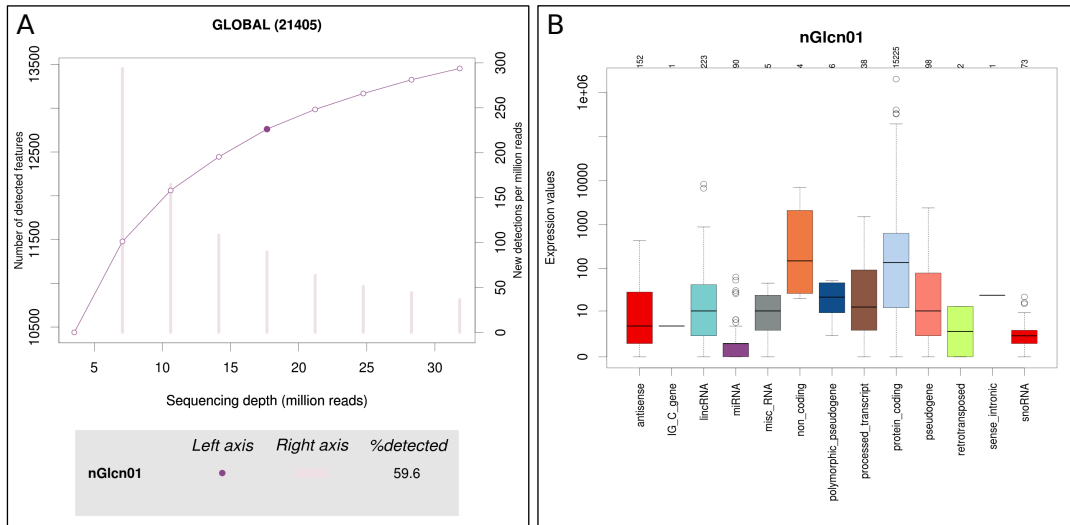 A
GLOBAL (21405)
Number of detected features
10500
11500
12500
13500
New detections per million reads
0
50
100
150
200
250
300
5 10 15 20 25 30
Sequencing depth (million reads)
Left axis Right axis %detected
nGlcn01 59.6
B
nGlcn01
152 1 223 90 5 4 6 38 15225 98 2 1 73
Expression values
1e+06
10000
1000
100
10
0
antisense
IG_C_gene
lincRNA
miRNA
misc_RNA
non_coding
polymorphic_pseudogene
processed_transcript
protein_coding
pseudogene
retrotransposed
sense_intronic
snoRNA